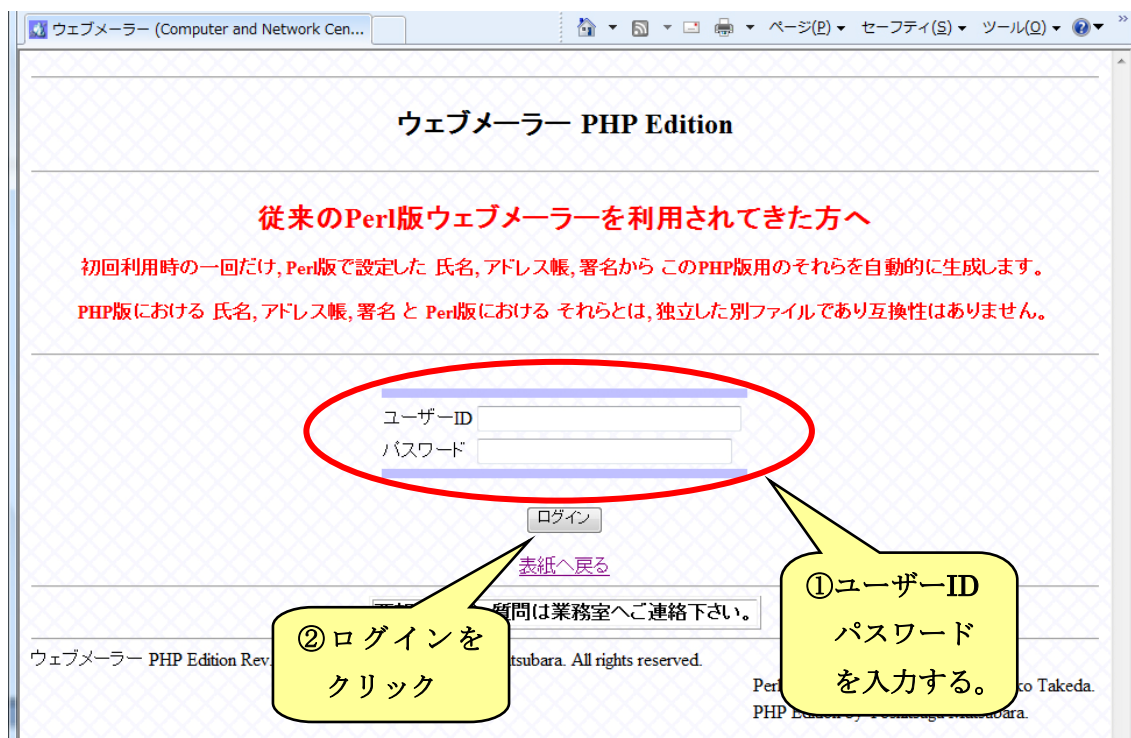 ウェブメーラー (Computer and Network Cen...
ページ(P) セーフティ(S) ツール(O)
ウェブメーラー PHP Edition
従来のPerl版ウェブメーラーを利用されてきた方へ
初回利用時の一回だけ, Perl版で設定した 氏名, アドレス帳, 署名から このPHP版用のそれらを自動的に生成します。
PHP版における 氏名, アドレス帳, 署名 と Perl版における それらとは, 独立した別ファイルであり互換性はありません。
ユーザーID
パスワード
ログイン
表紙へ戻る
質問は業務室へご連絡下さい。
①ユーザーID
パスワード
を入力する。
②ログインを
クリック
ウェブメーラー PHP Edition Rev. All rights reserved.
Takeda.
PHP